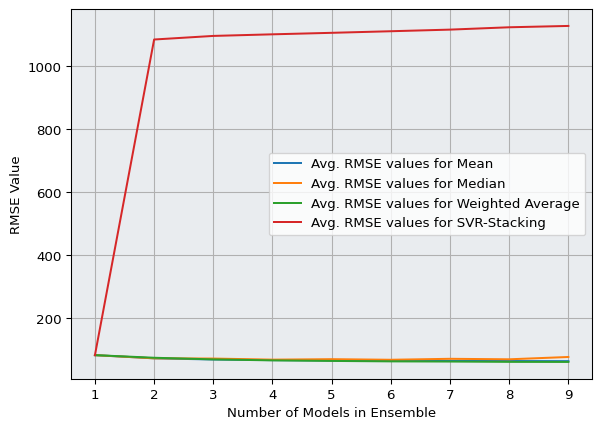 1000
800
600
400
200
RMSE Value
Avg. RMSE values for Mean
Avg. RMSE values for Median
Avg. RMSE values for Weighted Average
Avg. RMSE values for SVR-Stacking
1 2 3 4 5 6 7 8 9
Number of Models in Ensemble